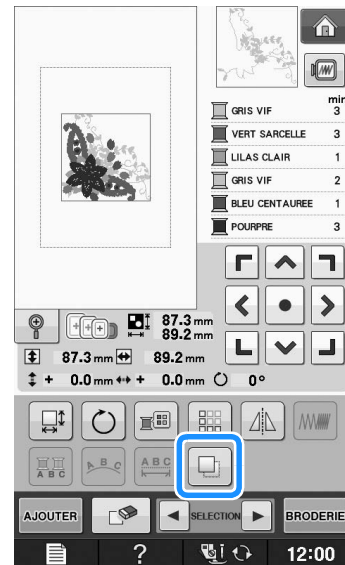 min
GRIS VIF 3
VERT SARCELLE 3
LILAS CLAIR 1
GRIS VIF 2
BLEU CENTAUREE 1
POURPRE 3
87.3 mm
89.2 mm
87.3 mm 89.2 mm
+ 0.0 mm + 0.0 mm 0°
A B C A B C A B C
AJOUTER SELECTION BRODERIE
? 12:00